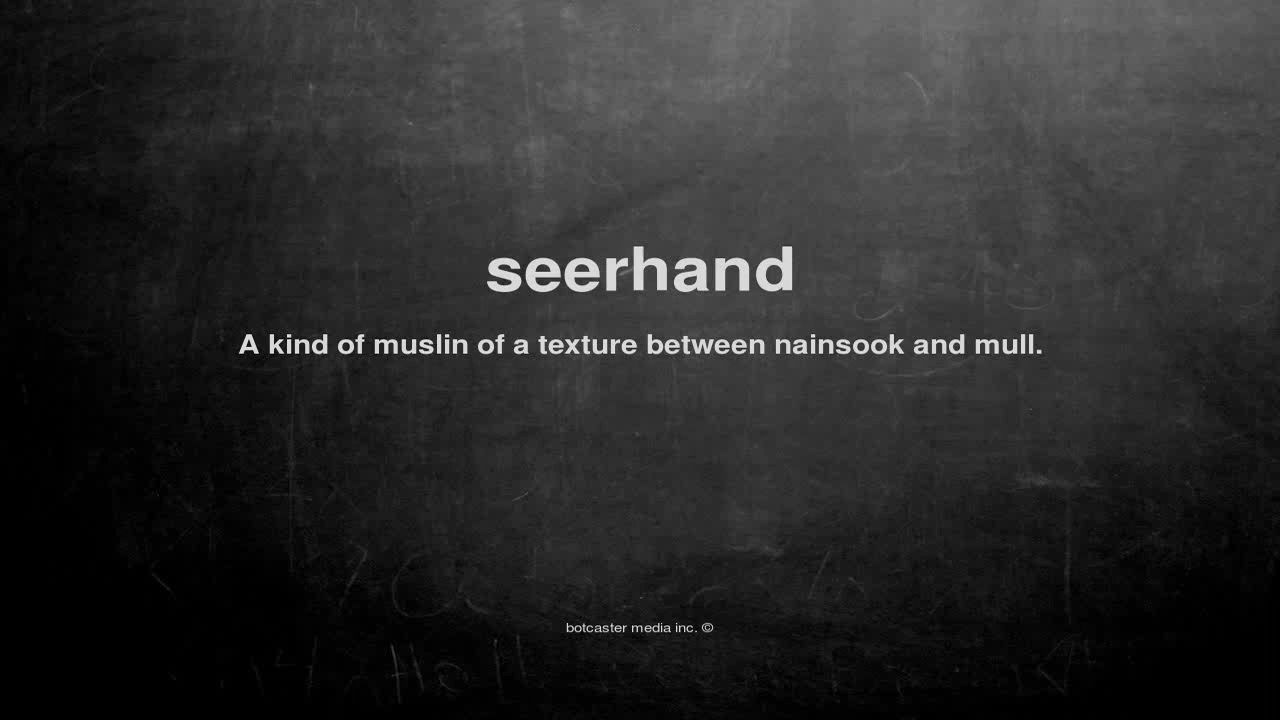 seerhand
A kind of muslin of a texture between nainsook and mull.
botcaster media inc. ©